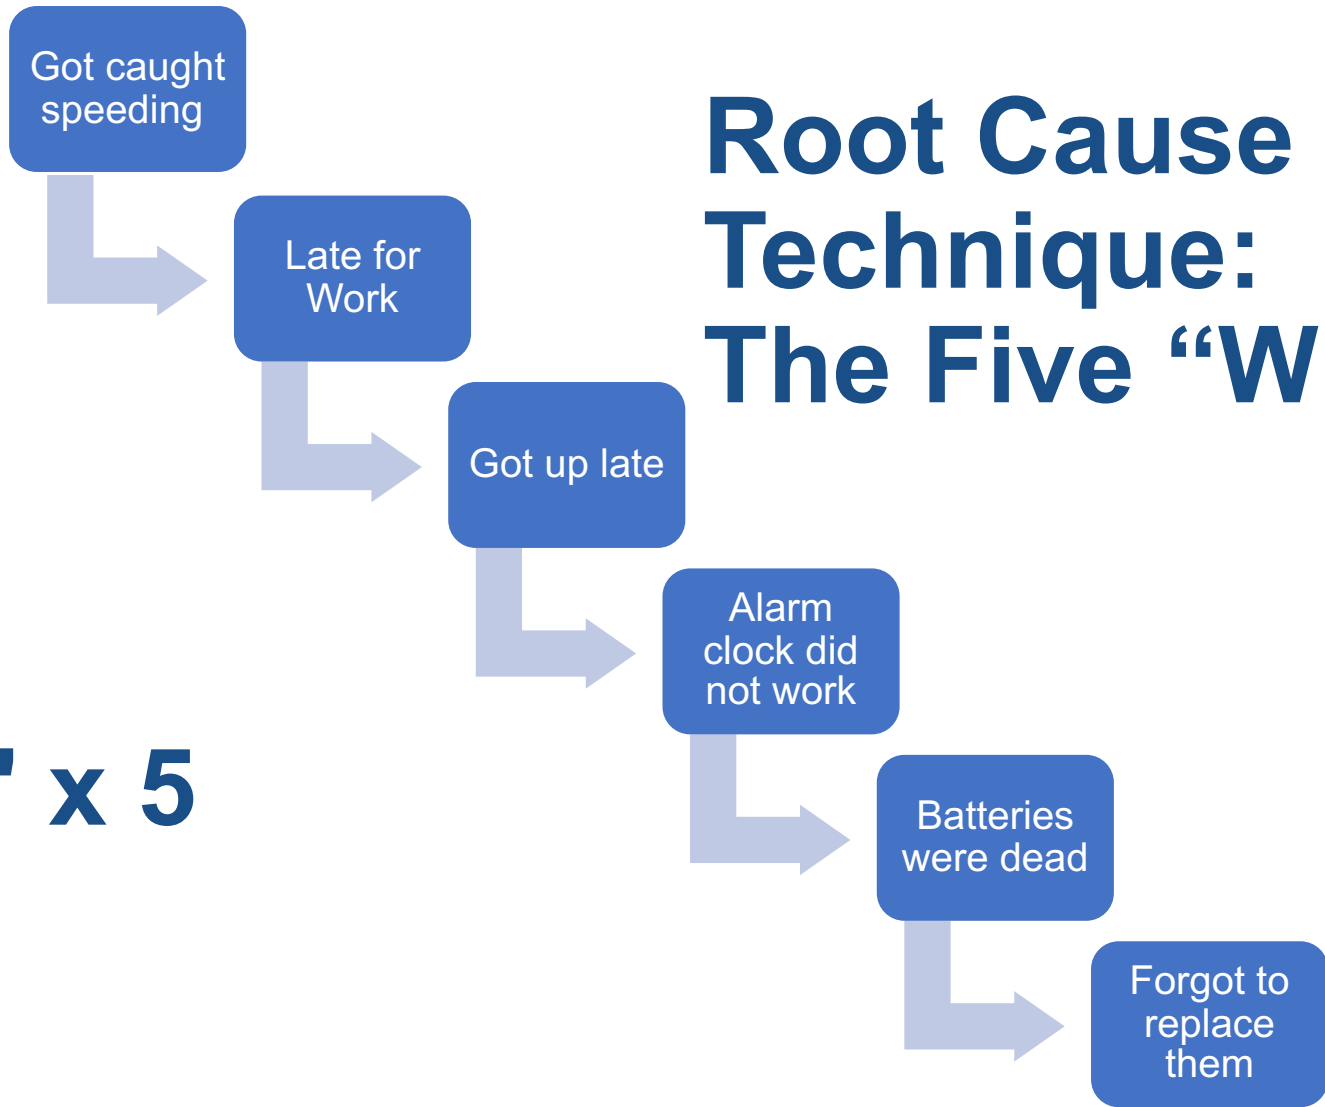 Got caught
speeding
Root Cause
Technique:
The Five “W
Late for
Work
Got up late
Alarm
clock did
not work
" x 5
Batteries
were dead
Forgot to
replace
them